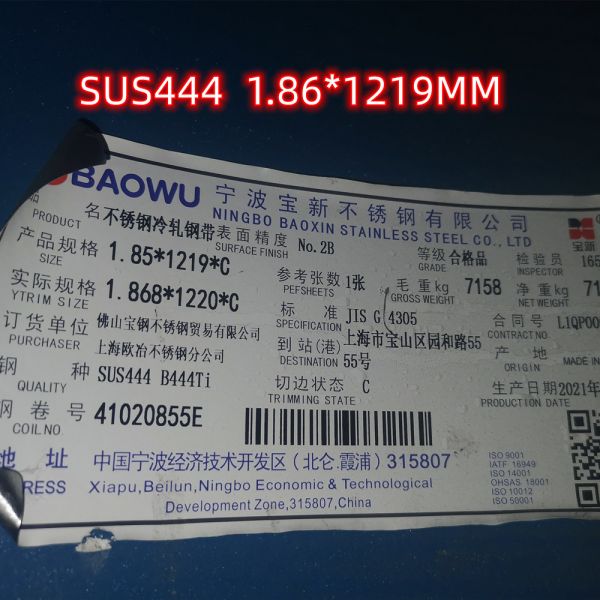 SUS444 1.86*1219MM
BAOWU 宁波宝新不锈钢有限公司
NINGBO BAOXIN STAINLESS STEEL CO., LTD
宝新
品名 不锈钢冷轧钢带 表面精度 No.2B 等级 合格品 检验员 165
PRODUCT SURFACE FINISH INSPECTOR
产品规格 1.85*1219*C 参考张数 1张 毛重kg 7158 净重kg 71
SIZE PEFSHEETS GROSS WEIGHT NET WEIGHT
实际规格 1.868*1220*C 标准 JIS G 4305 合同号 L1QP00
YTRIM SIZE STANDARD CONTRACT
订货单位 佛山宝钢不锈钢贸易有限公司 到站(港) 上海市宝山区园和路55 产地 MADE IN
PURCHASER 上海欧冶不锈钢分公司 DESTINATION 55号 ORIGIN
钢种 SUS444 B444Ti 切边状态 C 生产日期 2021年
QUALITY TRIMMING STATE PRODUCTION DATE
钢卷号 41020855E
COIL NO.
地址 中国宁波经济技术开发区(北仑.霞浦) 315807
RESS Xiapu,Beilun,Ningbo Economic & Technological
Development Zone,315807,China
ISO 9001
IATF 16949
ISO 14001
OHSAS 18001
ISO 10012
ISO 50001